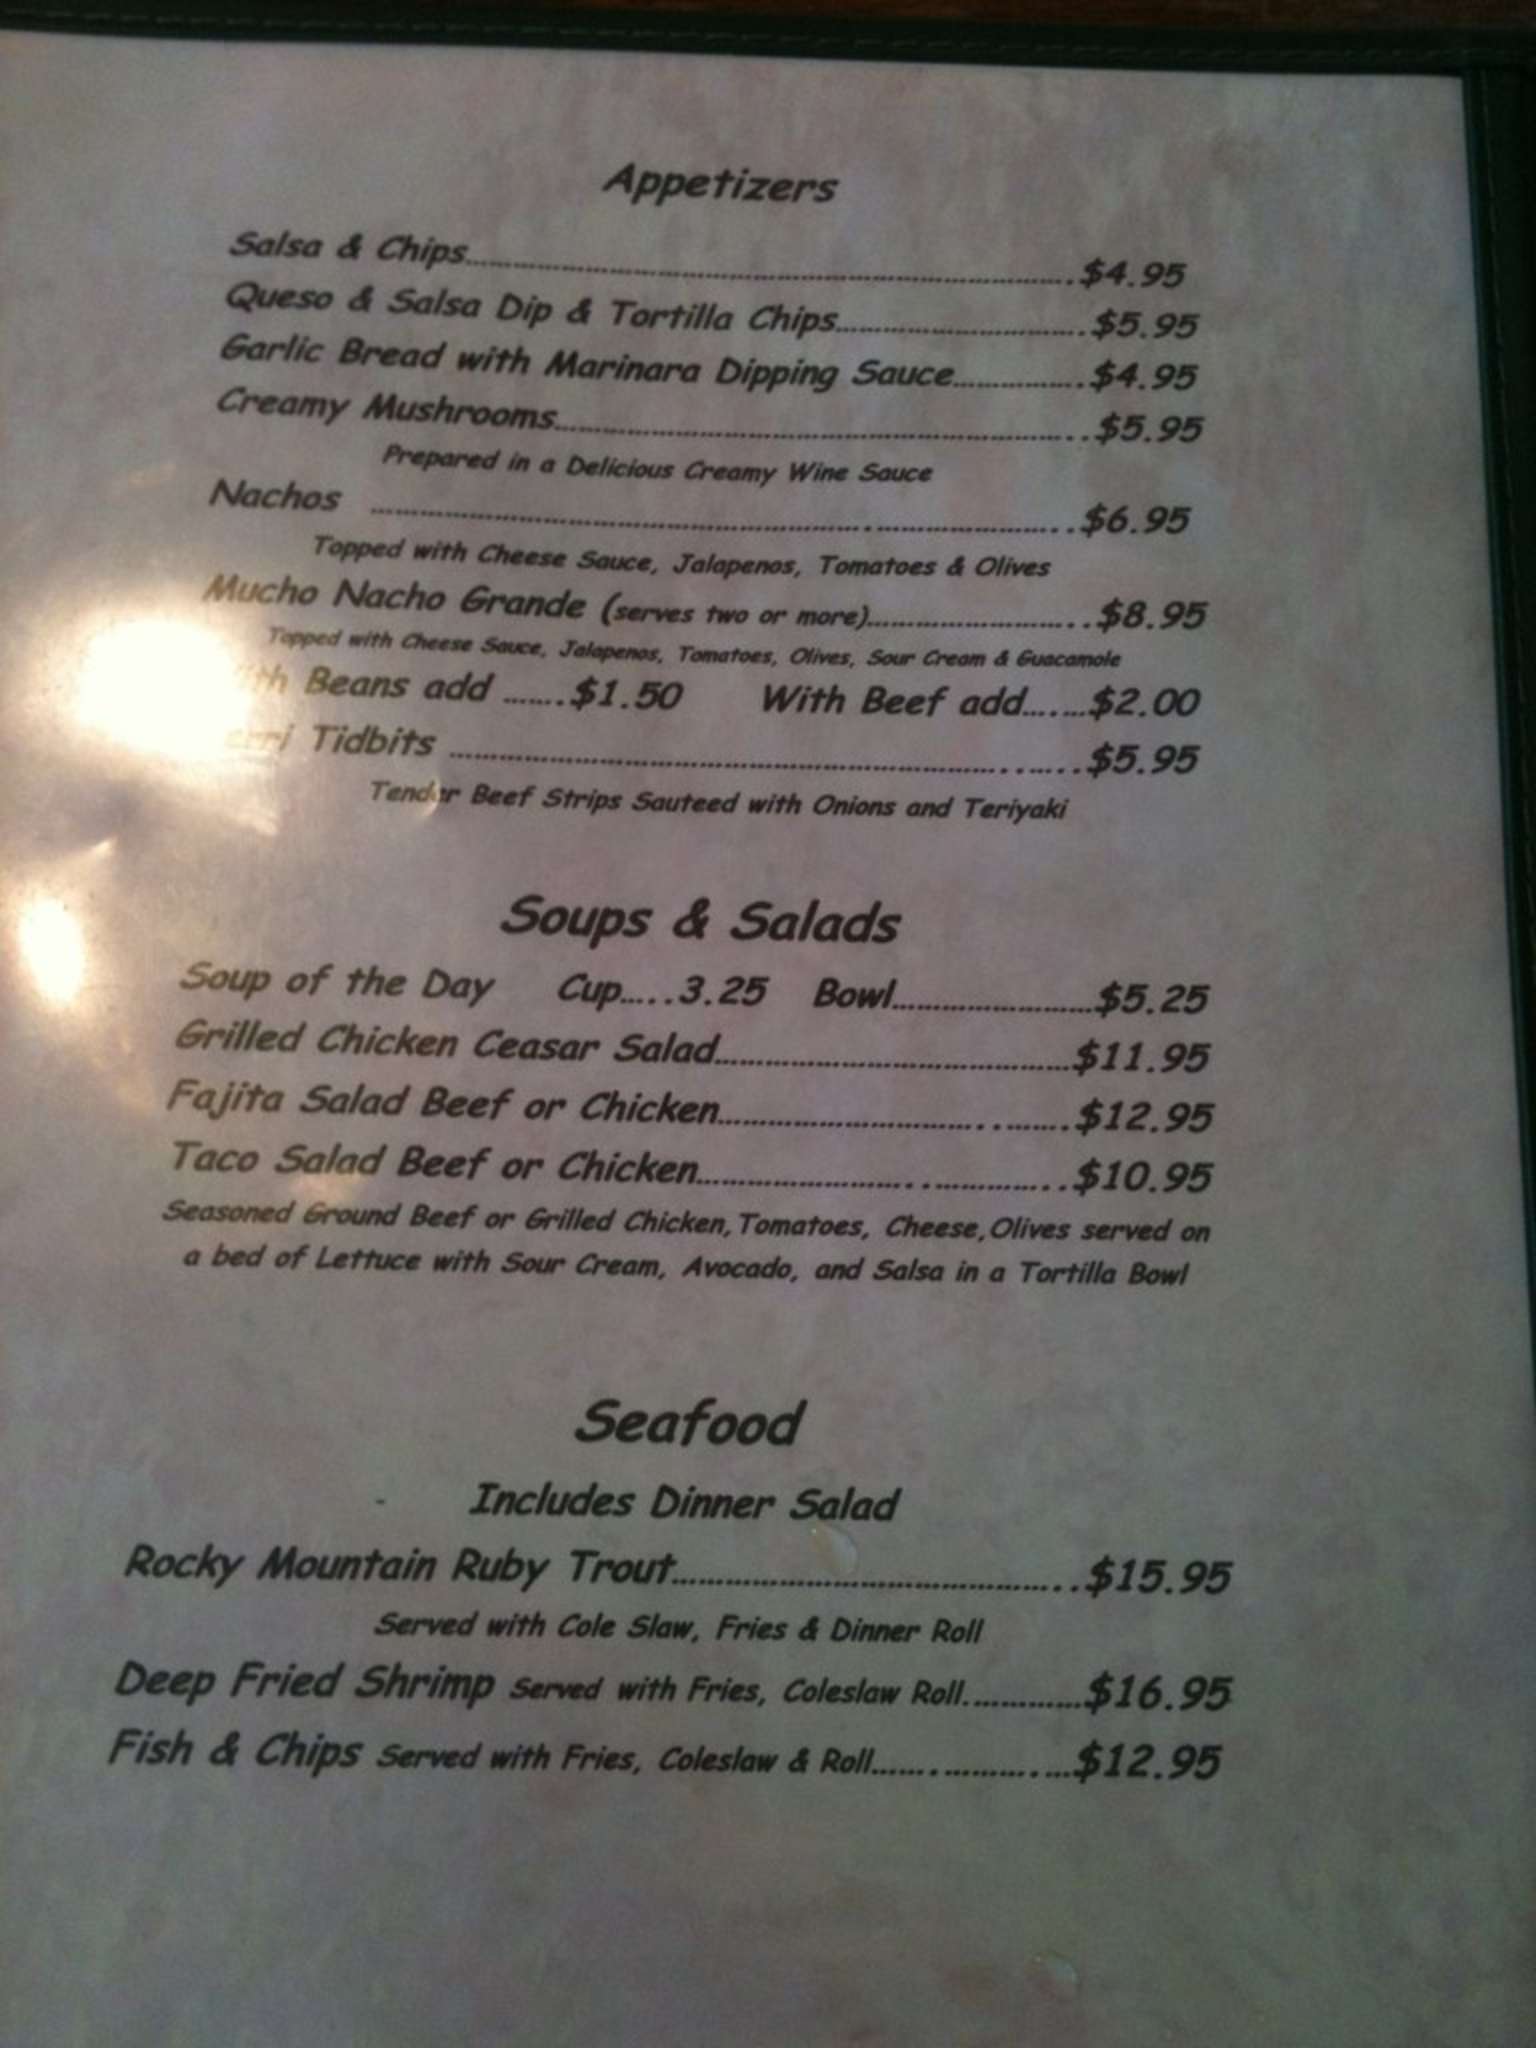 Appetizers
Salsa & Chips.......................................................$4.95
Queso & Salsa Dip & Tortilla Chips..........................$5.95
Garlic Bread with Marinara Dipping Sauce...............$4.95
Creamy Mushrooms..................................................$5.95
Prepared in a Delicious Creamy Wine Sauce
Nachos ...............................................................$6.95
Topped with Cheese Sauce, Jalapenos, Tomatoes & Olives
Mucho Nacho Grande (serves two or more).......................$8.95
Topped with Cheese Sauce, Jalapenos, Tomatoes, Olives, Sour Cream & Guacamole
Beans add .......$1.50 With Beef add.......$2.00
Tidbits ...............................................................$5.95
Tender Beef Strips Sauteed with Onions and Teriyaki
Soups & Salads
Soup of the Day Cup.....3.25 Bowl.....................$5.25
Grilled Chicken Ceasar Salad....................................$11.95
Fajita Salad Beef or Chicken....................................$12.95
Taco Salad Beef or Chicken......................................$10.95
Seasoned Ground Beef or Grilled Chicken, Tomatoes, Cheese, Olives served on
a bed of Lettuce with Sour Cream, Avocado, and Salsa in a Tortilla Bowl
Seafood
Includes Dinner Salad
Rocky Mountain Ruby Trout........................................$15.95
Served with Cole Slaw, Fries & Dinner Roll
Deep Fried Shrimp Served with Fries, Coleslaw Roll.............$16.95
Fish & Chips Served with Fries, Coleslaw & Roll....................$12.95